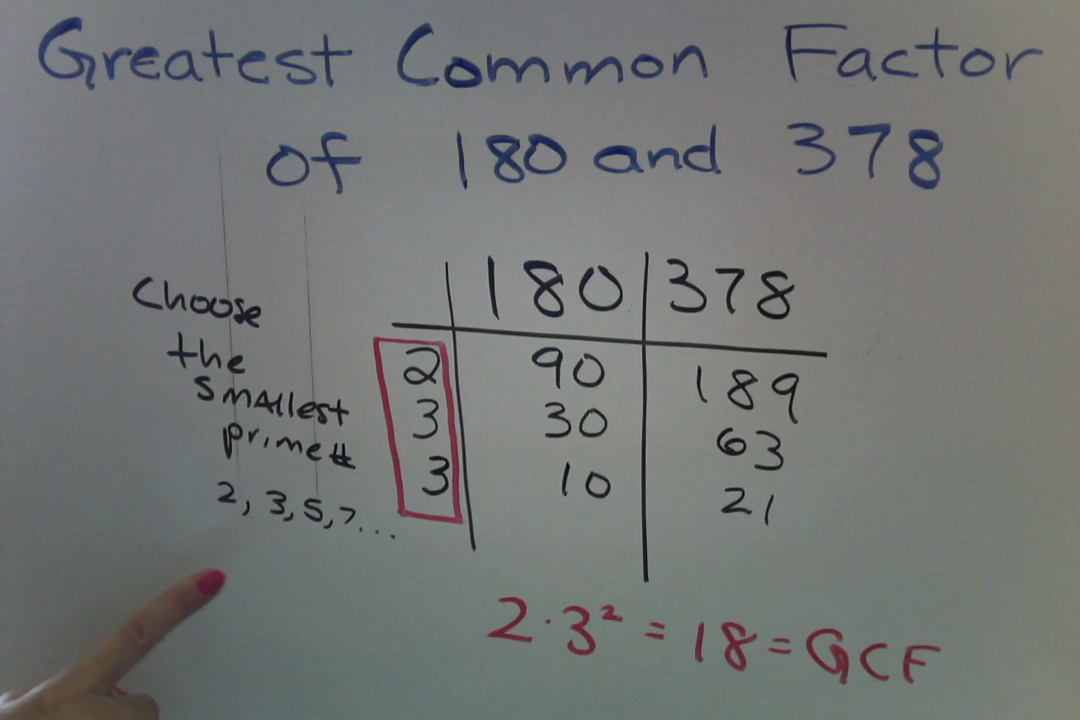 Greatest Common Factor
of 180 and 378
180 378
Choose
the
smallest
prime#
2, 3, 5, 7...
2 90 189
3 30 63
3 10 21
2·3² = 18 = GCF